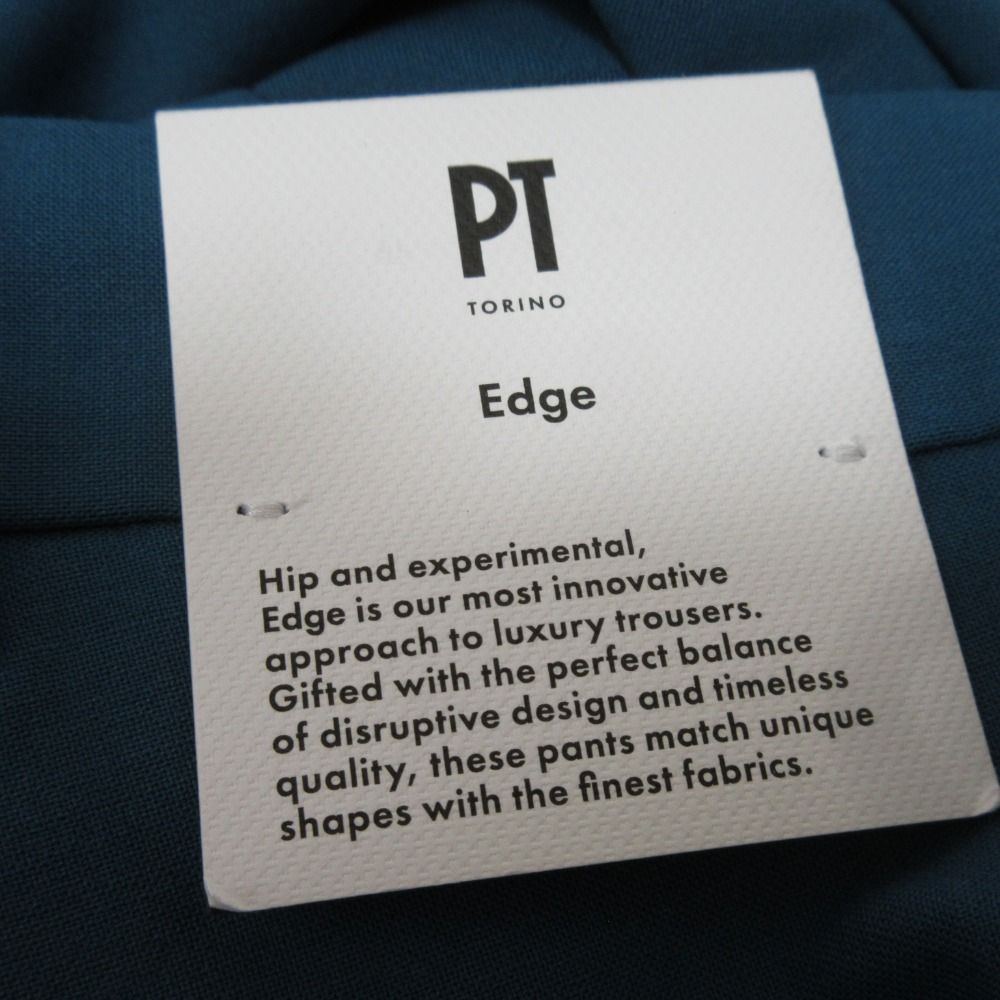 PT
TORINO
Edge
Hip and experimental,
Edge is our most innovative
approach to luxury trousers.
Gifted with the perfect balance
of disruptive design and timeless
quality, these pants match unique
shapes with the finest fabrics.